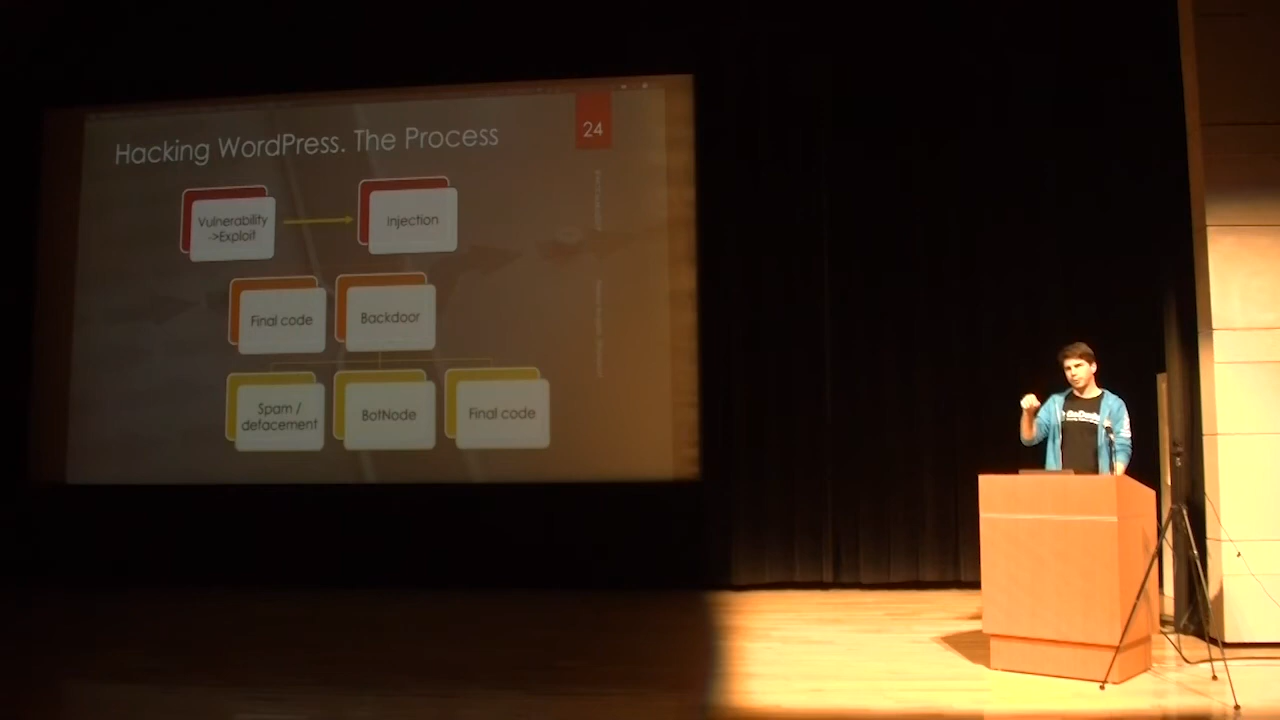 Hacking WordPress. The Process
24
Vulnerability
->Exploit
Injection
Final code
Backdoor
Spam /
defacement
BotNode
Final code